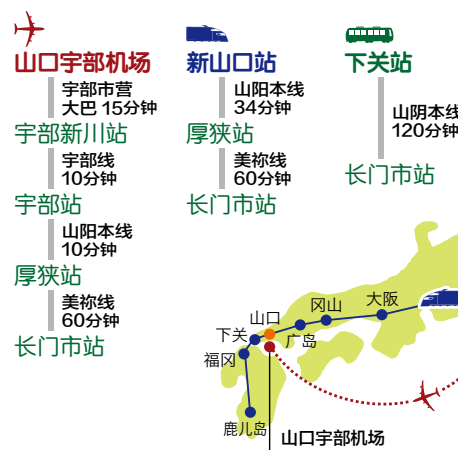 山口宇部机场
宇部市营
大巴 15分钟
宇部新川站
宇部线
10分钟
宇部站
山阳本线
10分钟
厚狭站
美祢线
60分钟
长门市站
新山口站
山阳本线
34分钟
厚狭站
美祢线
60分钟
长门市站
下关站
山阴本线
120分钟
长门市站
大阪
冈山
山口
广岛
下关
福冈
鹿儿岛
山口宇部机场